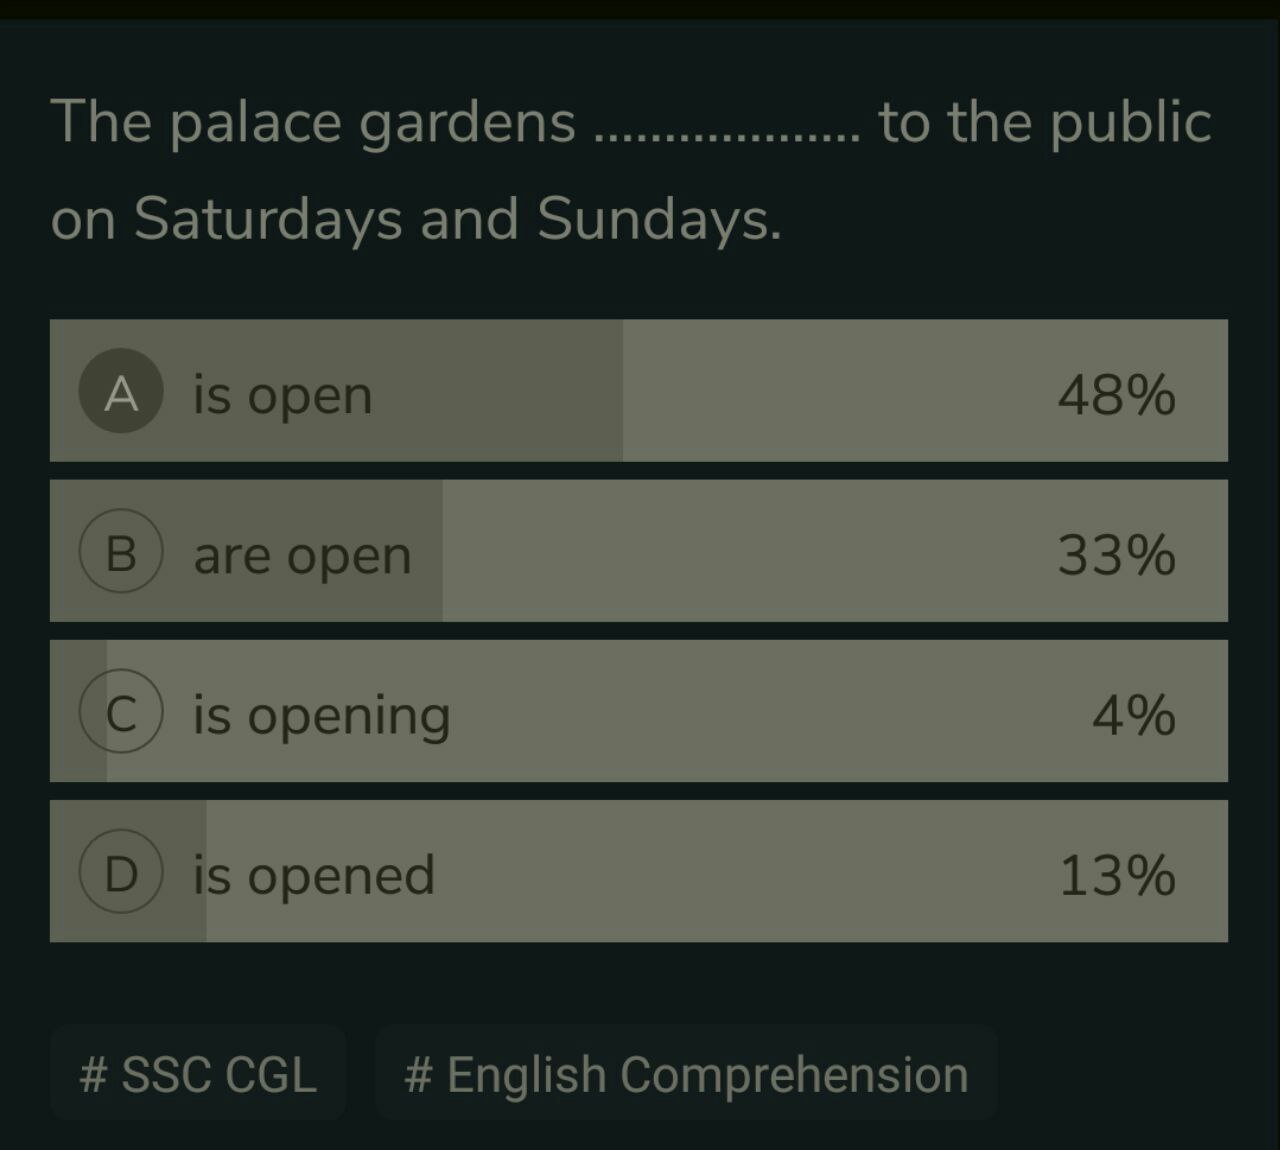 The palace gardens ................... to the public
on Saturdays and Sundays.
A is open 48%
B are open 33%
C is opening 4%
D is opened 13%
# SSC CGL # English Comprehension